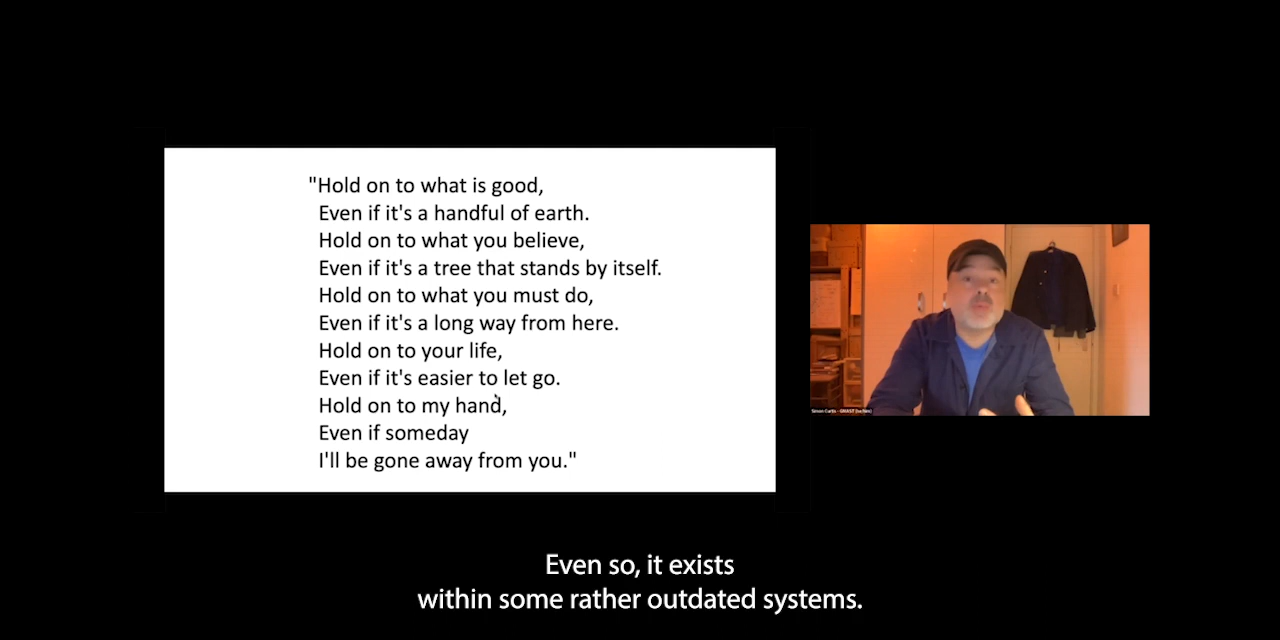 "Hold on to what is good,
Even if it's a handful of earth.
Hold on to what you believe,
Even if it's a tree that stands by itself.
Hold on to what you must do,
Even if it's a long way from here.
Hold on to your life,
Even if it's easier to let go.
Hold on to my hand,
Even if someday
I'll be gone away from you."
Simon Curtis - GMAST
Even so, it exists
within some rather outdated systems.